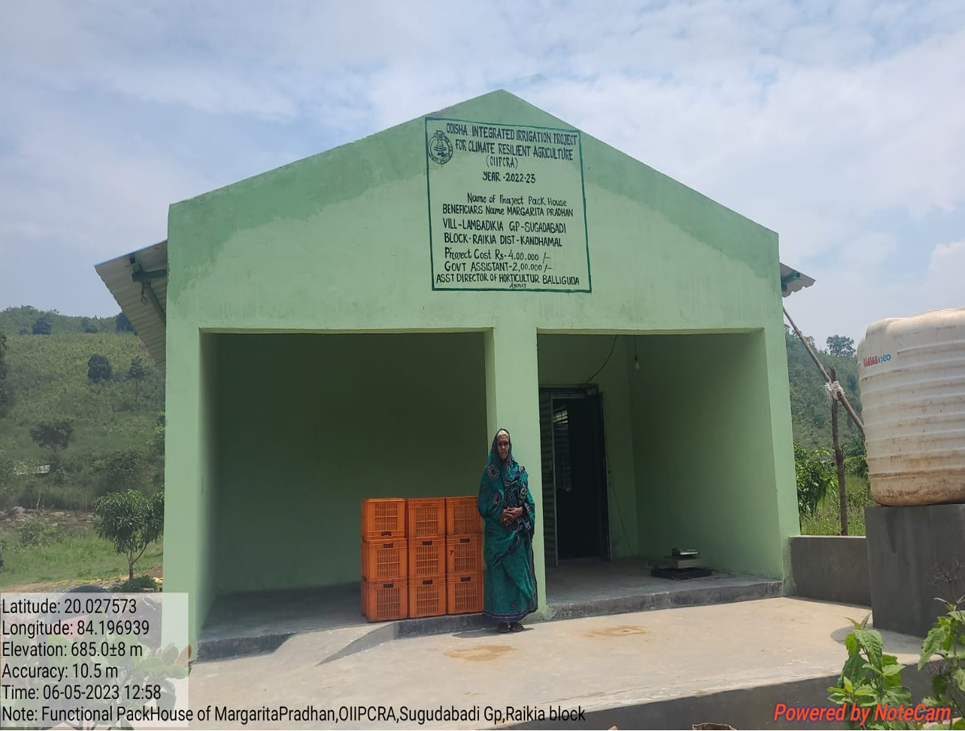 ODISHA INTEGRATED IRRIGATION PROJECT
FOR CLIMATE RESILIENT AGRICULTURE
(OIIPCRA)
YEAR-2022-23
Name of Project Pack House
BENEFICIARS Name MARGARITA PRADHAN
VILL-LAMBADIKIA GP-SUGADABADI
BLOCK-RAIKIA DIST-KANDHAMAL
Project Cost Rs-4,00,000/-
GOVT ASSISTANT-2,00,000/-
ASST DIRECTOR OF HORTICULTUR BALLIGUDA
neo
Latitude: 20.027573
Longitude: 84.196939
Elevation: 685.0±8 m
Accuracy: 10.5 m
Time: 06-05-2023 12:58
Note: Functional PackHouse of MargaritaPradhan,OIIPCRA,Sugudabadi Gp,Raikia block
Powered by NoteCam